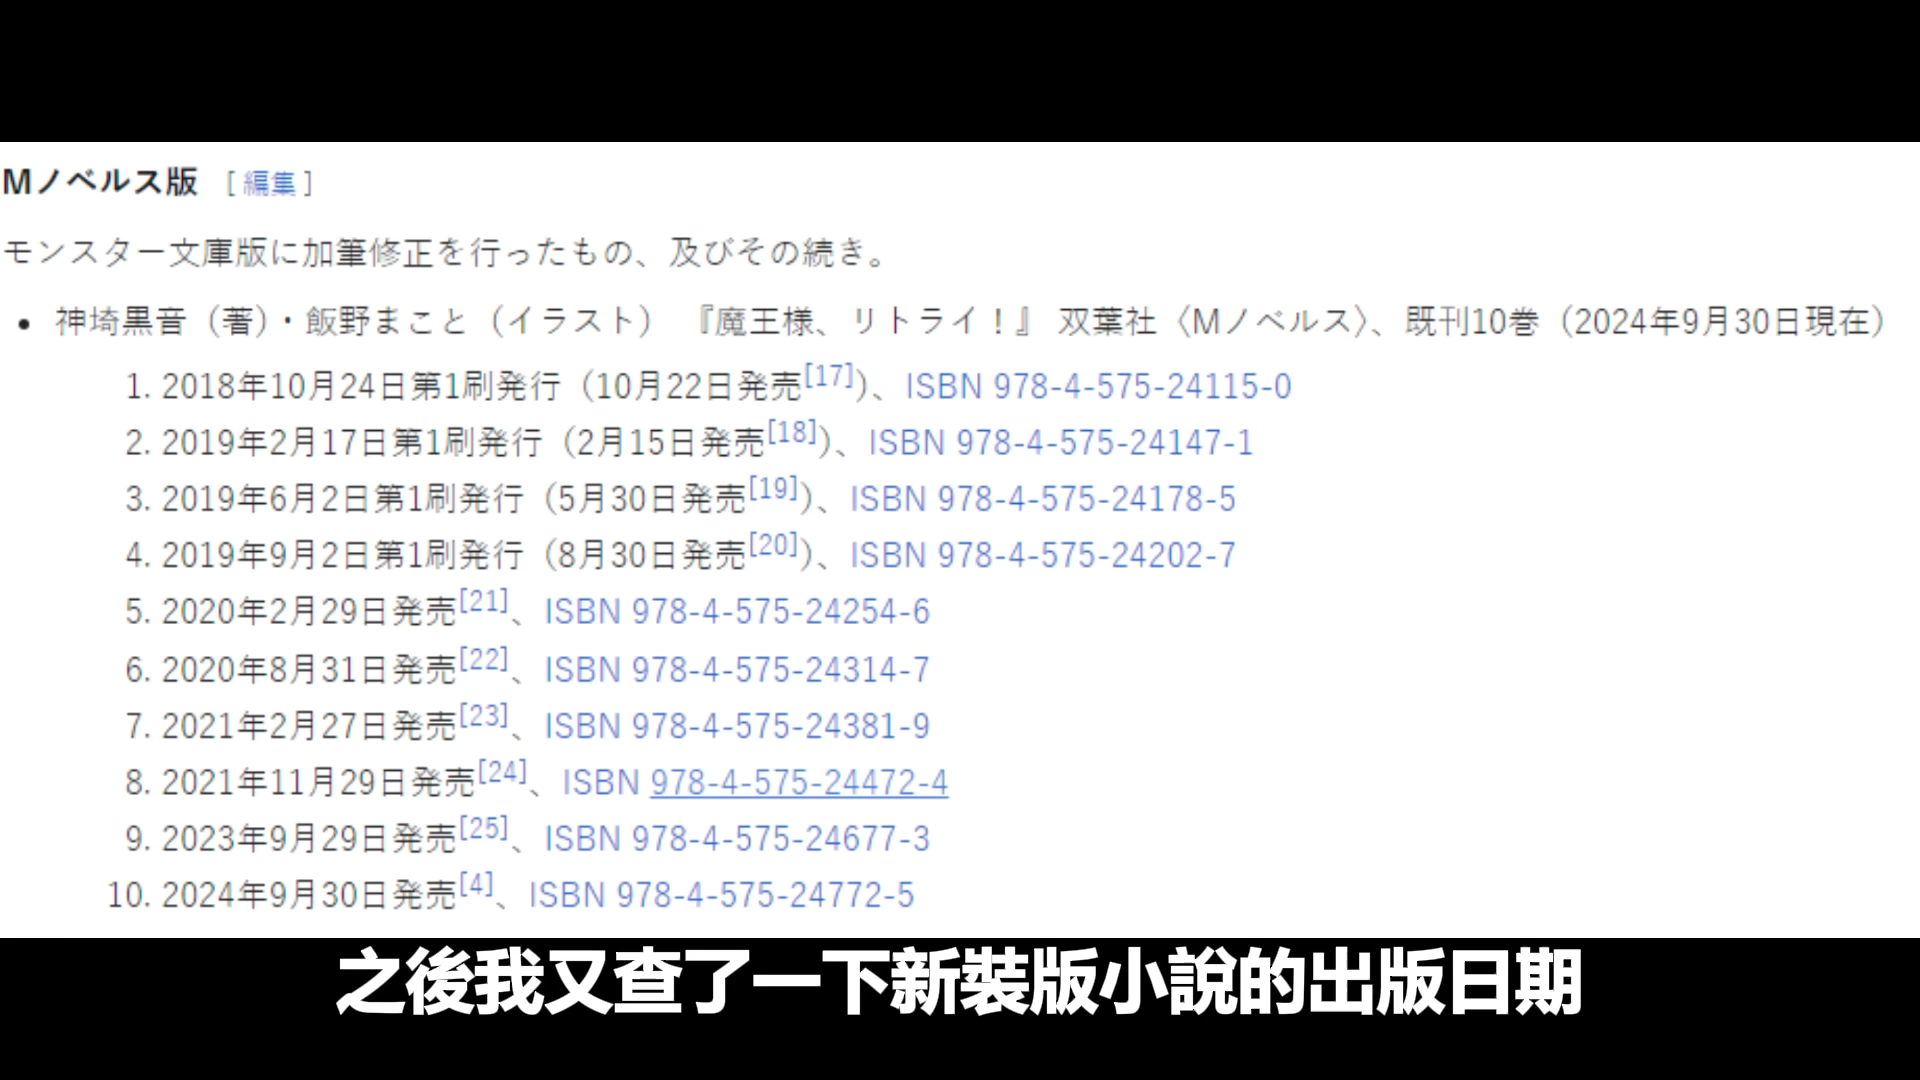 Mノベルス版 [ 編集 ]
モンスター文庫版に加筆修正を行ったもの、及びその続き。
• 神埼黒音（著）・飯野まこと（イラスト） 『魔王様、リトライ！』 双葉社〈Mノベルス〉、既刊10巻（2024年9月30日現在）
1. 2018年10月24日第1刷発行（10月22日発売[17]）、ISBN 978-4-575-24115-0
2. 2019年2月17日第1刷発行（2月15日発売[18]）、ISBN 978-4-575-24147-1
3. 2019年6月2日第1刷発行（5月30日発売[19]）、ISBN 978-4-575-24178-5
4. 2019年9月2日第1刷発行（8月30日発売[20]）、ISBN 978-4-575-24202-7
5. 2020年2月29日発売[21]、ISBN 978-4-575-24254-6
6. 2020年8月31日発売[22]、ISBN 978-4-575-24314-7
7. 2021年2月27日発売[23]、ISBN 978-4-575-24381-9
8. 2021年11月29日発売[24]、ISBN 978-4-575-24472-4
9. 2023年9月29日発売[25]、ISBN 978-4-575-24677-3
10. 2024年9月30日発売[4]、ISBN 978-4-575-24772-5
之後我又查了一下新裝版小說的出版日期